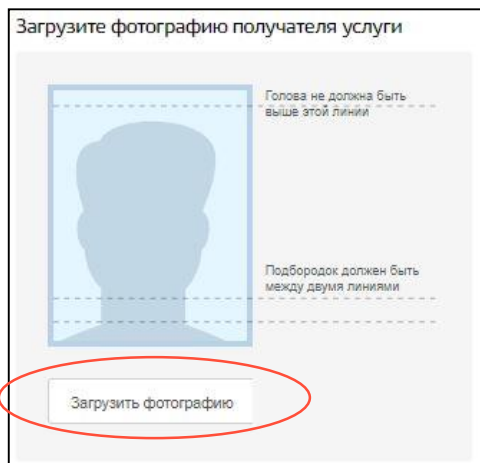 Загрузите фотографию получателя услуги
Голова не должна быть
выше этой линии
Подбородок должен быть
между двумя линиями
Загрузить фотографию